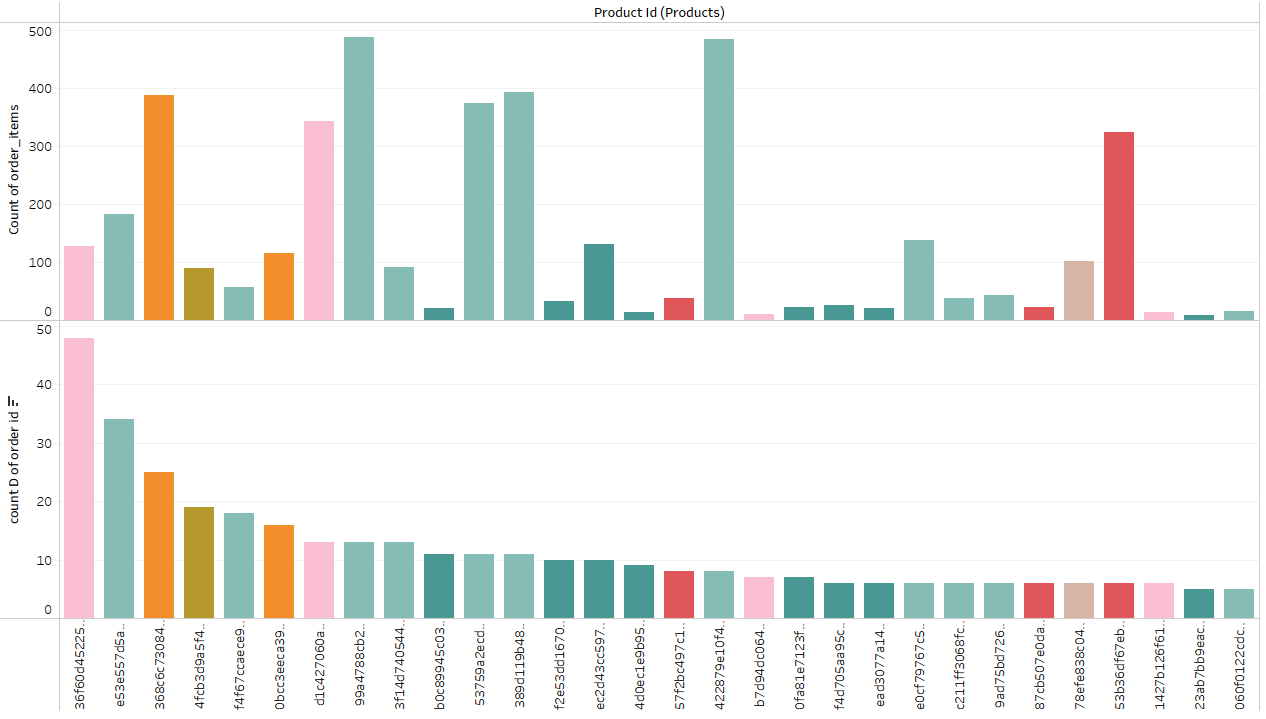 Product Id (Products)
Count of order_items
500
400
300
200
100
0
count D of order id
50
40
30
20
10
0
36f60d45225..
e53e557d5a..
368c6c73084..
4fcb3d9a5f4..
f4f67ccaece9..
0bcc3eeca39..
d1c427060a..
99a4788cb2..
3f14d740544..
b0c89945c03..
53759a2ecd..
389d119b48..
f2e53dd1670..
ec2d43cc597..
4d0ec1e9b95..
57f2bc497c1..
422879e10f4..
b7d94dc064..
0fa81e7123f..
f4d705aa95c..
ead3077a14..
e0cf79767c5..
c211ff3068fc..
9ad75bd726..
87cb507e0da..
78efe838c04..
53b36df67eb..
1427b126f61..
23ab7bb9eac..
060f0122cdc..